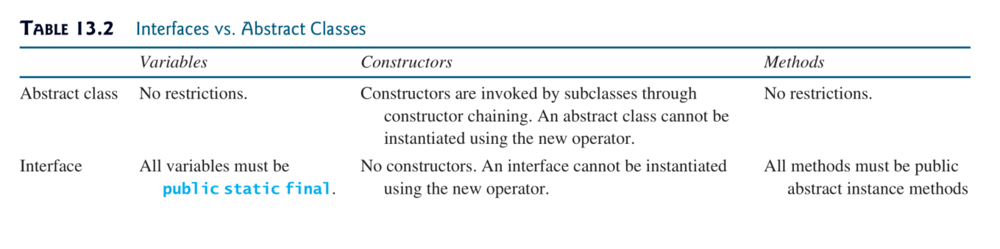 TABLE 13.2 Interfaces vs. Abstract Classes
Variables Constructors Methods
Abstract class No restrictions. Constructors are invoked by subclasses through No restrictions.
constructor chaining. An abstract class cannot be
instantiated using the new operator.
Interface All variables must be No constructors. An interface cannot be instantiated All methods must be public
public static final. using the new operator. abstract instance methods